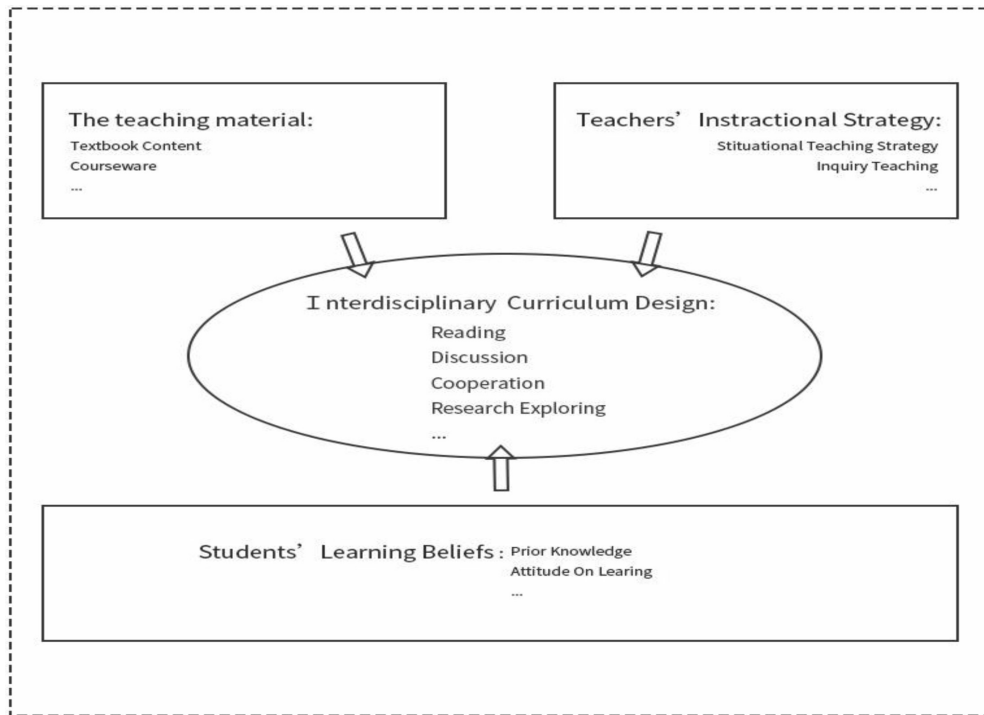 The teaching material:
Textbook Content
Courseware
...
Teachers’ Instractional Strategy:
Stituational Teaching Strategy
Inquiry Teaching
...
Interdisciplinary Curriculum Design:
Reading
Discussion
Cooperation
Research Exploring
...
Students’ Learning Beliefs: Prior Knowledge
Attitude On Learing
...